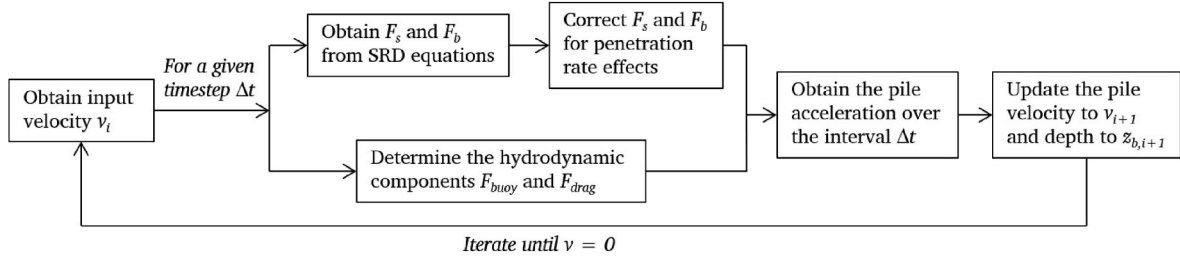 Obtain input
velocity v_i
For a given
timestep Δt
Obtain F_s and F_b
from SRD equations
Correct F_s and F_b
for penetration
rate effects
Determine the hydrodynamic
components F_buoy and F_drag
Obtain the pile
acceleration over
the interval Δt
Update the pile
velocity to v_{i+1}
and depth to z_{b,i+1}
Iterate until v = 0